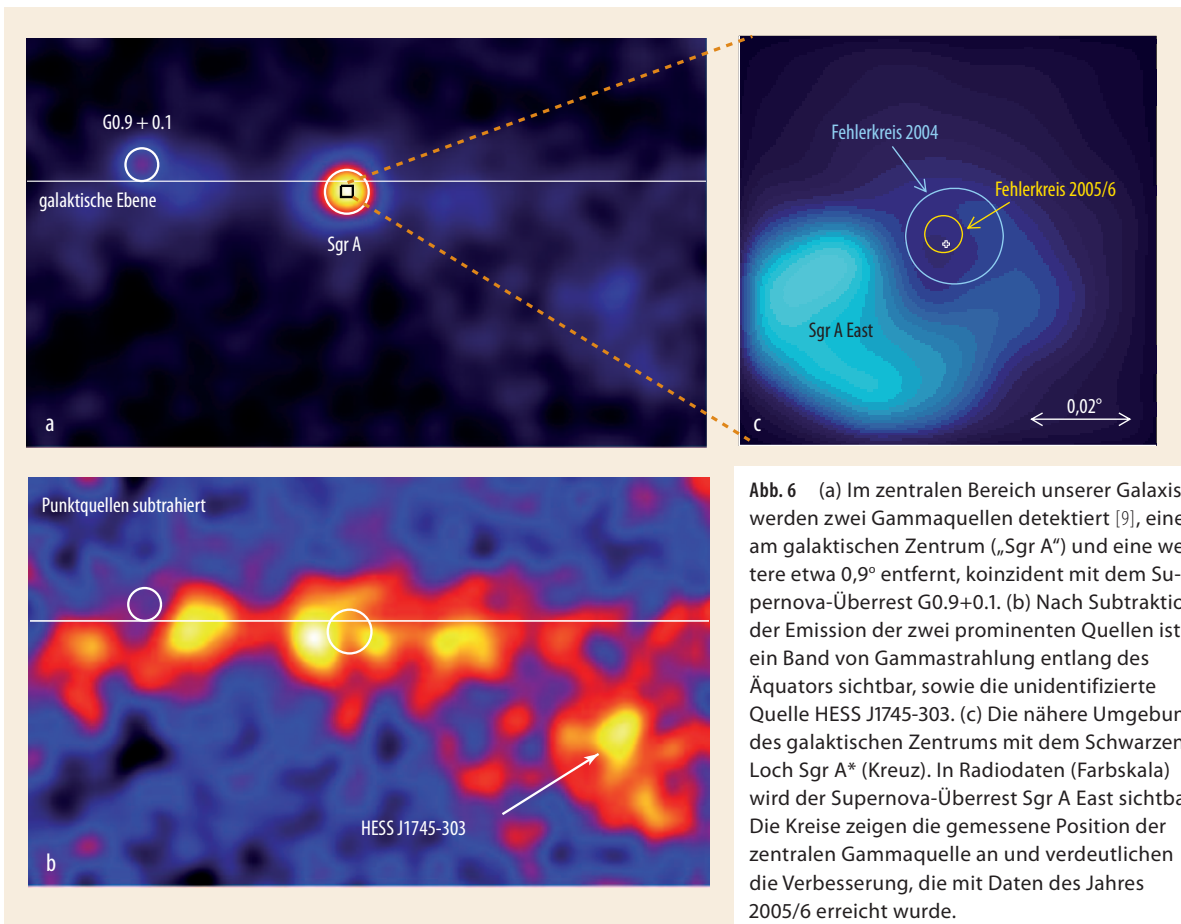 G0.9 + 0.1
galaktische Ebene
Sgr A
a
Fehlerkreis 2004
Fehlerkreis 2005/6
Sgr A East
0,02°
c
Punktquellen subtrahiert
HESS J1745-303
b
Abb. 6 (a) Im zentralen Bereich unserer Galaxis
werden zwei Gammaquellen detektiert [9], eine
am galaktischen Zentrum („Sgr A“) und eine we
tere etwa 0,9° entfernt, koinzident mit dem Su-
pernova-Überrest G0.9+0.1. (b) Nach Subtraktio
der Emission der zwei prominenten Quellen ist
ein Band von Gammastrahlung entlang des
Äquators sichtbar, sowie die unidentifizierte
Quelle HESS J1745-303. (c) Die nähere Umgebun
des galaktischen Zentrums mit dem Schwarzen
Loch Sgr A* (Kreuz). In Radiodaten (Farbskala)
wird der Supernova-Überrest Sgr A East sichtba
Die Kreise zeigen die gemessene Position der
zentralen Gammaquelle an und verdeutlichen
die Verbesserung, die mit Daten des Jahres
2005/6 erreicht wurde.